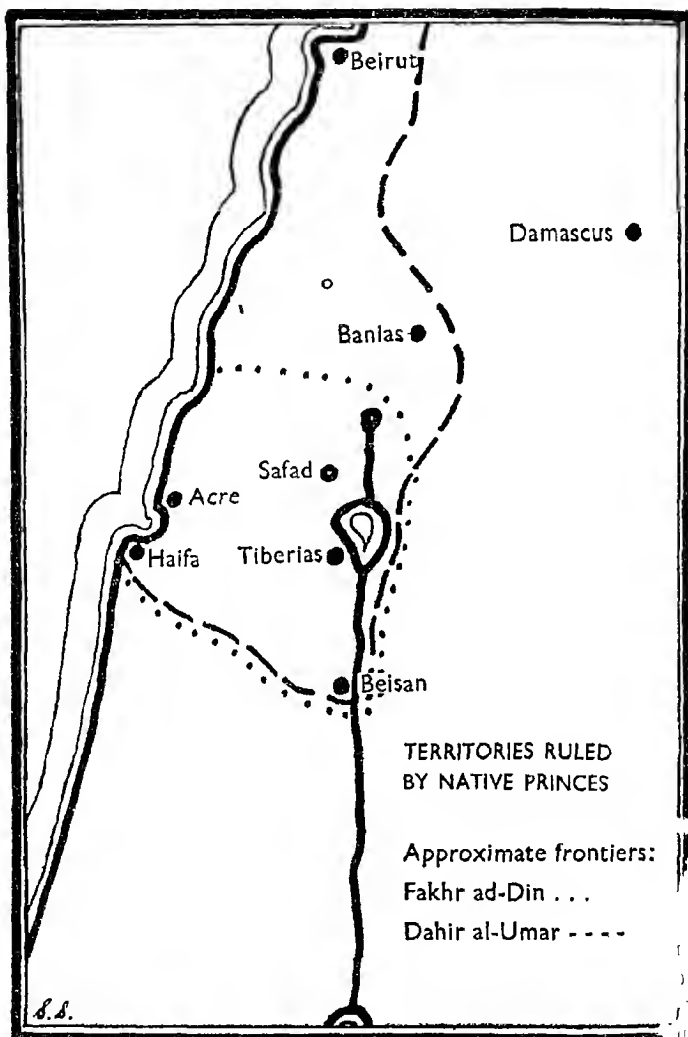 Beirut
Damascus
Banias
Safad
Acre
Haifa
Tiberias
Beisan
TERRITORIES RULED
BY NATIVE PRINCES
Approximate frontiers:
Fakhr ad-Din . . .
Dahir al-Umar - - - -
S.S.